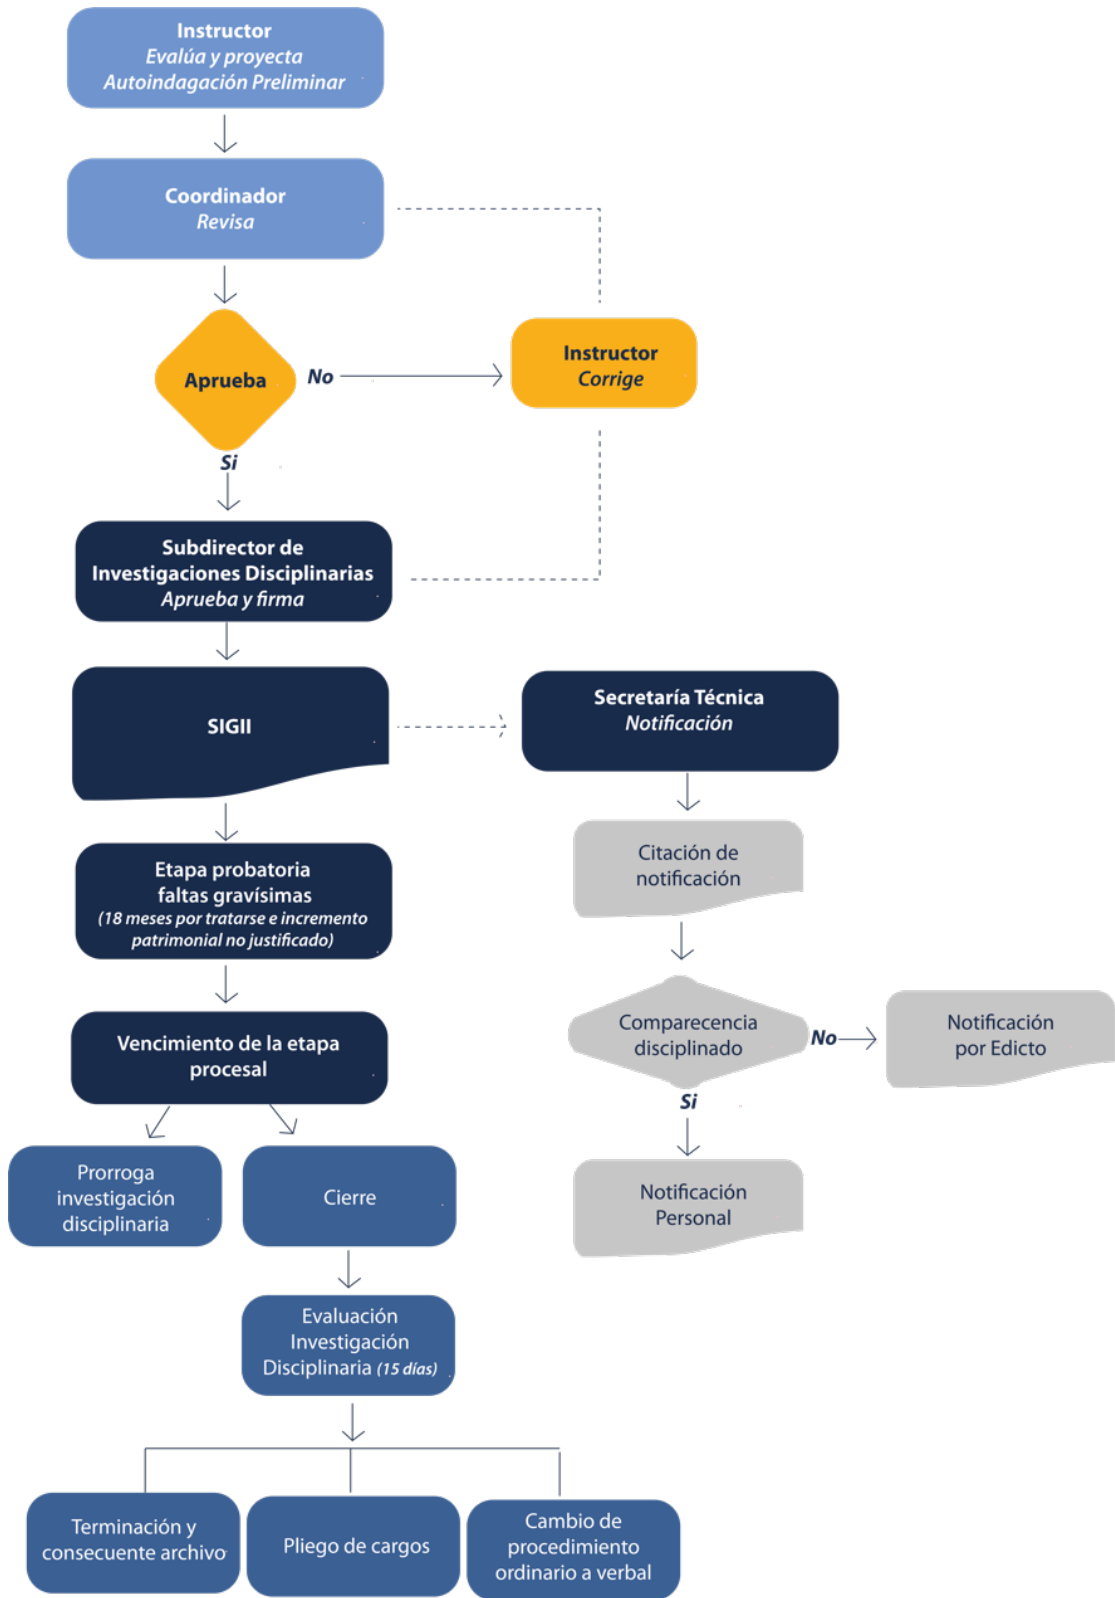 Instructor
Evalúa y proyecta
Autoindagación Preliminar
Coordinador
Revisa
Aprueba
No
Instructor
Corrige
Si
Subdirector de
Investigaciones Disciplinarias
Aprueba y firma
SIGII
Secretaría Técnica
Notificación
Etapa probatoria
faltas gravísimas
(18 meses por tratarse e incremento
patrimonial no justificado)
Citación de
notificación
Vencimiento de la etapa
procesal
Comparecencia
disciplinado
No
Notificación
por Edicto
Si
Prorroga
investigación
disciplinaria
Cierre
Notificación
Personal
Evaluación
Investigación
Disciplinaria (15 días)
Terminación y
consecuente archivo
Pliego de cargos
Cambio de
procedimiento
ordinario a verbal